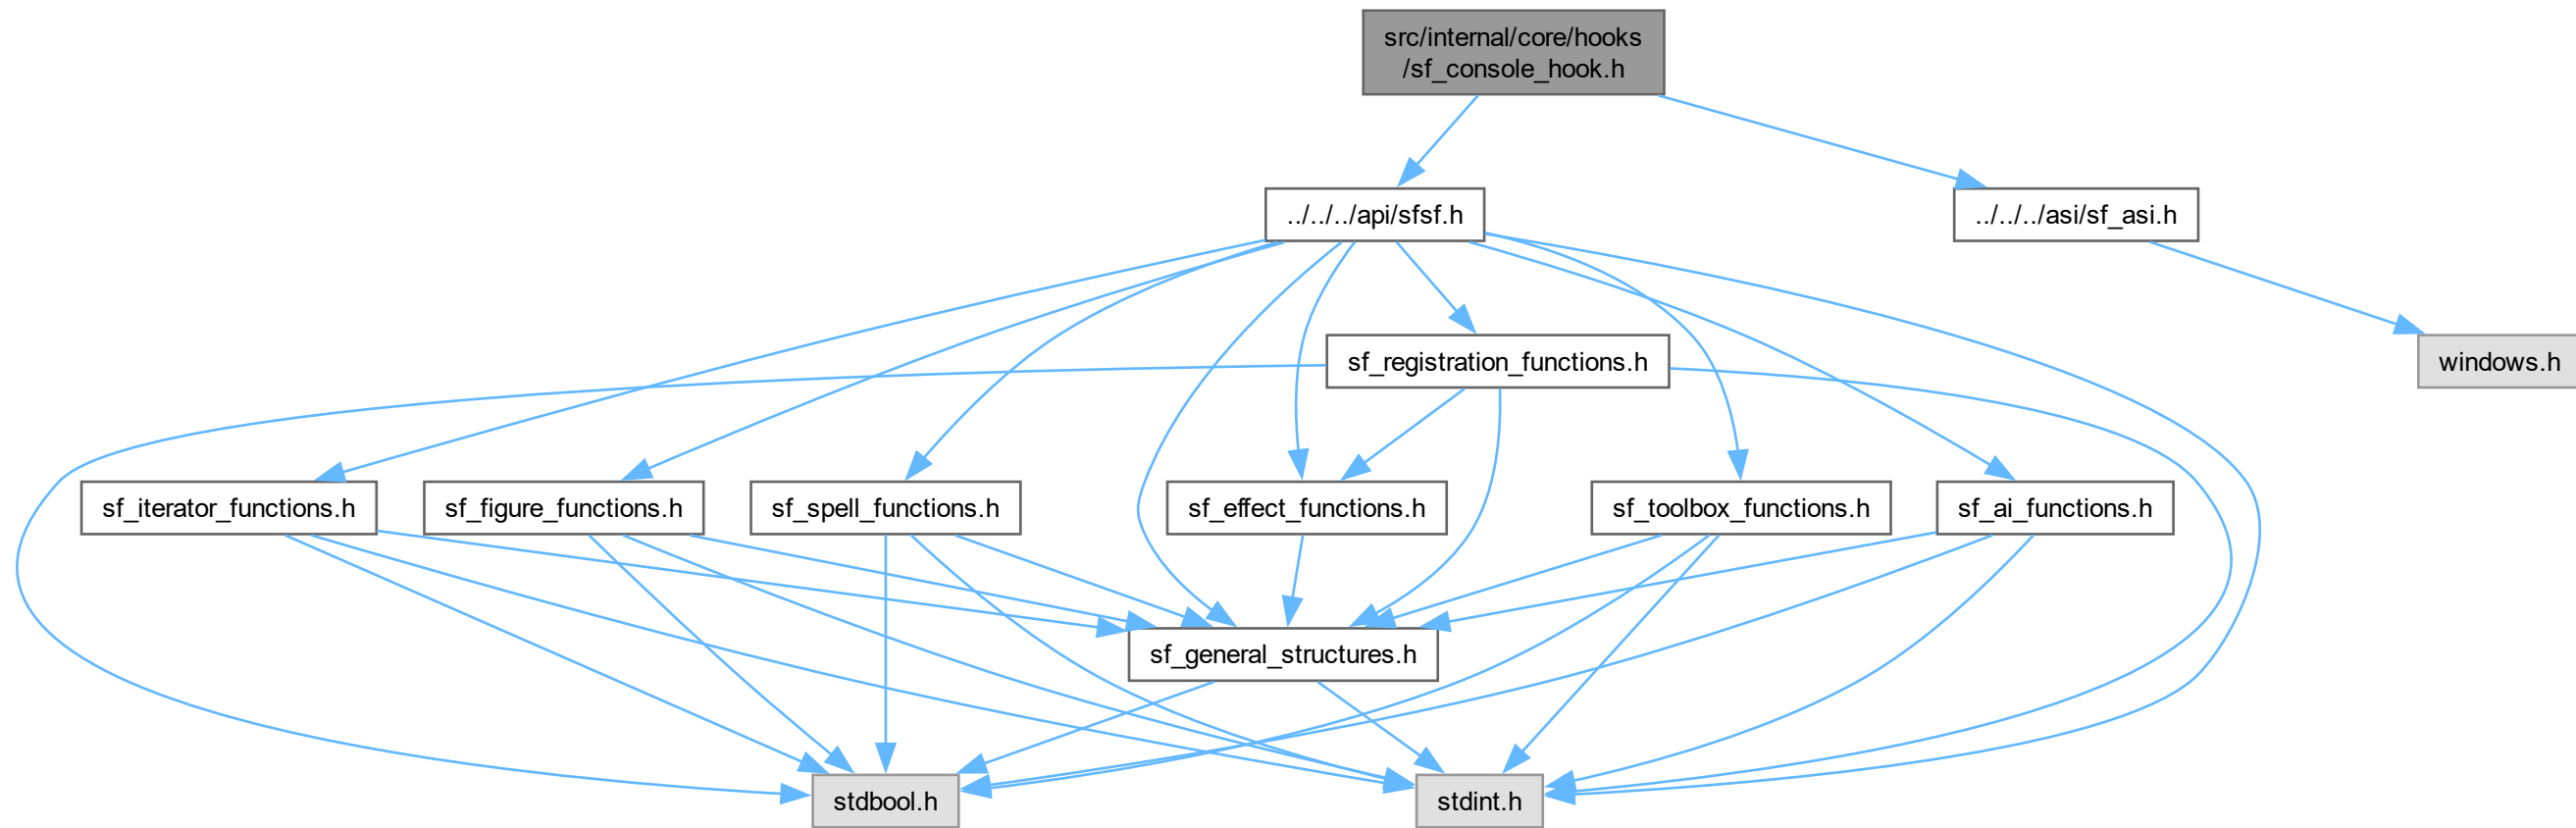 src/internal/core/hooks
/sf_console_hook.h
../../../api/sfsf.h
../../../asi/sf_asi.h
sf_registration_functions.h
windows.h
sf_iterator_functions.h
sf_figure_functions.h
sf_spell_functions.h
sf_effect_functions.h
sf_toolbox_functions.h
sf_ai_functions.h
sf_general_structures.h
stdbool.h
stdint.h